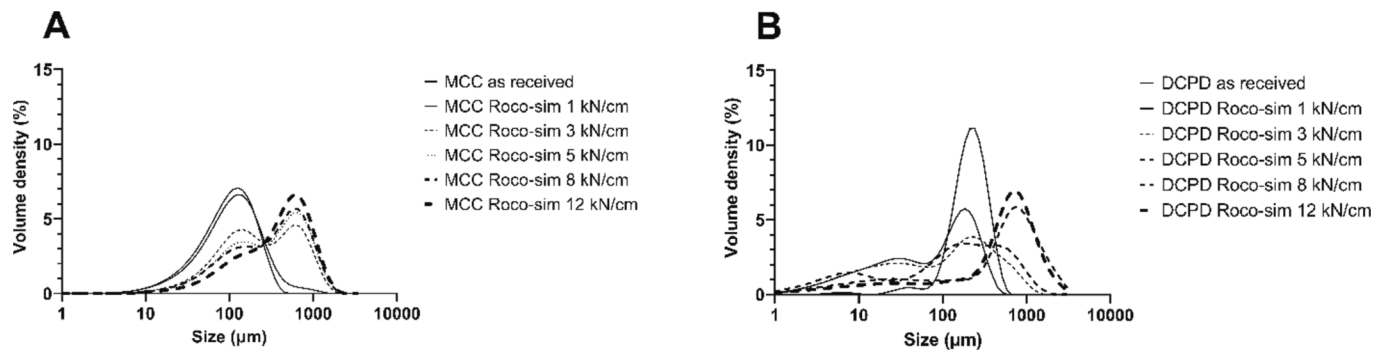 A
Volume density (%)
15
10
5
0
1
10
100
1000
10000
Size (µm)
MCC as received
MCC Roco-sim 1 kN/cm
MCC Roco-sim 3 kN/cm
MCC Roco-sim 5 kN/cm
MCC Roco-sim 8 kN/cm
MCC Roco-sim 12 kN/cm
B
Volume density (%)
15
10
5
0
1
10
100
1000
10000
Size (µm)
DCPD as received
DCPD Roco-sim 1 kN/cm
DCPD Roco-sim 3 kN/cm
DCPD Roco-sim 5 kN/cm
DCPD Roco-sim 8 kN/cm
DCPD Roco-sim 12 kN/cm